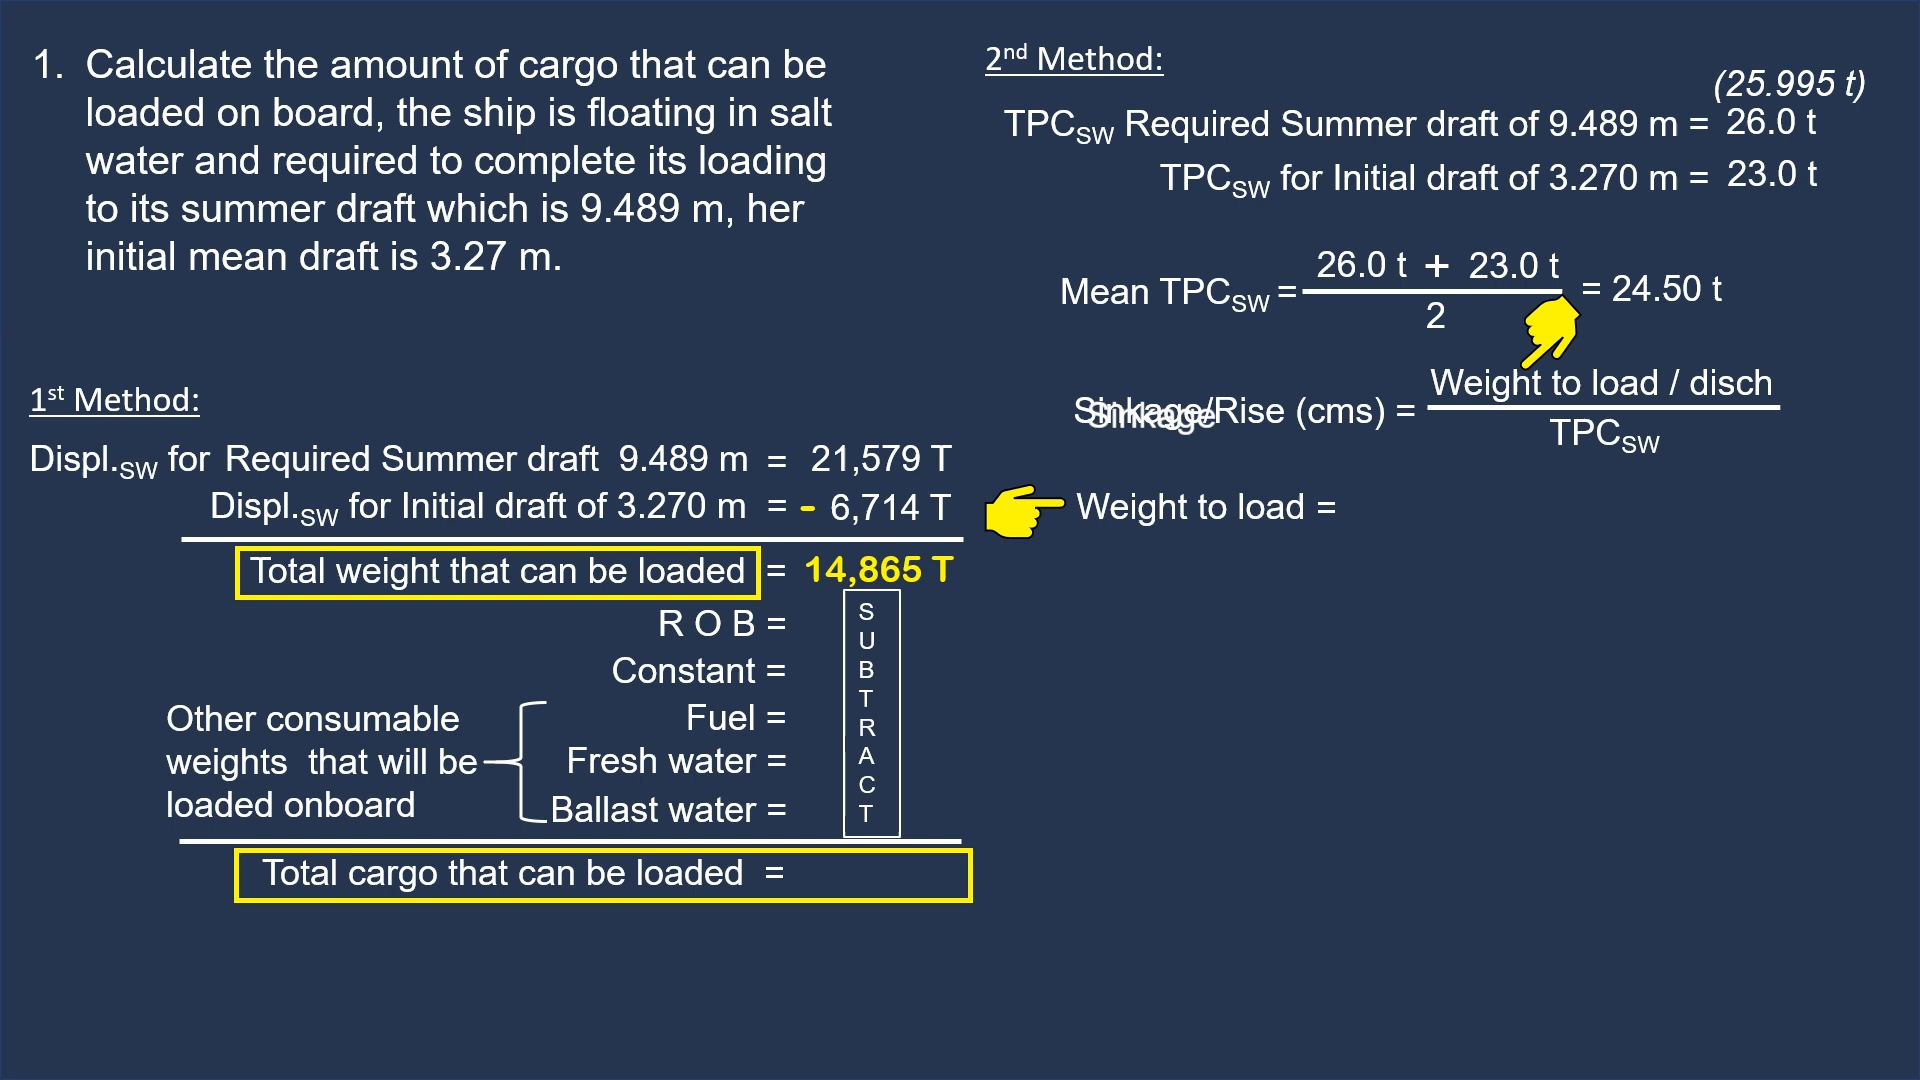 1. Calculate the amount of cargo that can be
loaded on board, the ship is floating in salt
water and required to complete its loading
to its summer draft which is 9.489 m, her
initial mean draft is 3.27 m.
1st Method:
Displ.SW for Required Summer draft 9.489 m = 21,579 T
Displ.SW for Initial draft of 3.270 m = - 6,714 T
Total weight that can be loaded = 14,865 T
R O B =
Constant =
Fuel =
Fresh water =
Ballast water =
Other consumable
weights that will be
loaded onboard
S
U
B
T
R
A
C
T
Total cargo that can be loaded =
2nd Method:
(25.995 t)
TPCSW Required Summer draft of 9.489 m = 26.0 t
TPCSW for Initial draft of 3.270 m = 23.0 t
26.0 t + 23.0 t
Mean TPCSW = = 24.50 t
2
Weight to load / disch
Sinkage/Rise (cms) =
Sinkage
TPCSW
Weight to load =